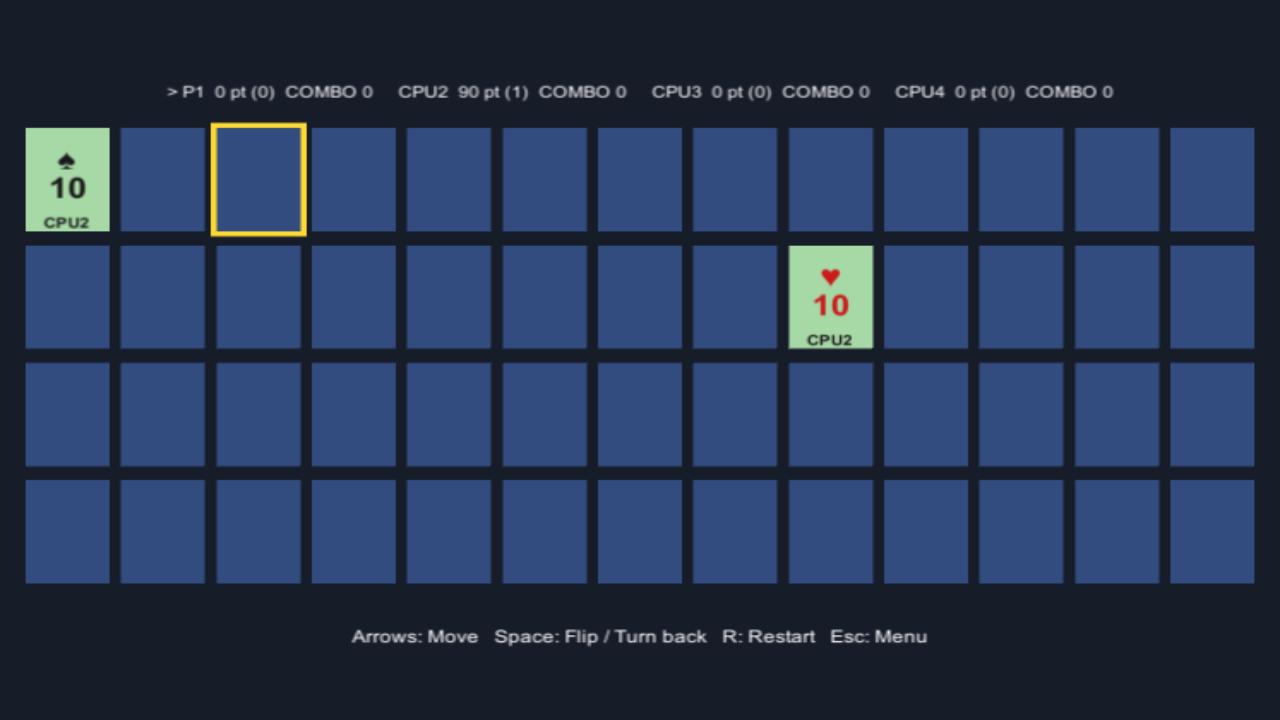 > P1 0 pt (0) COMBO 0 CPU2 90 pt (1) COMBO 0 CPU3 0 pt (0) COMBO 0 CPU4 0 pt (0) COMBO 0
♠
10
CPU2
♥
10
CPU2
Arrows: Move Space: Flip / Turn back R: Restart Esc: Menu